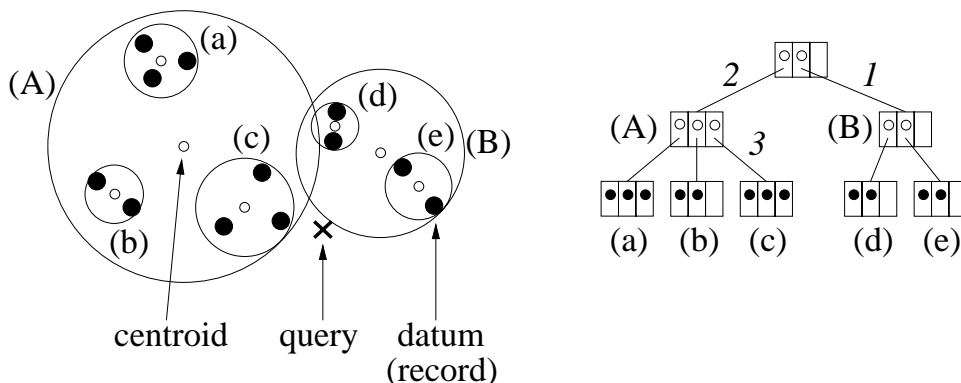 (a)
(A)
2
1
(d)
(c)
(e)
(B)
(A)
(B)
3
(b)
(a)
(b)
(c)
(d)
(e)
centroid
query
datum
(record)